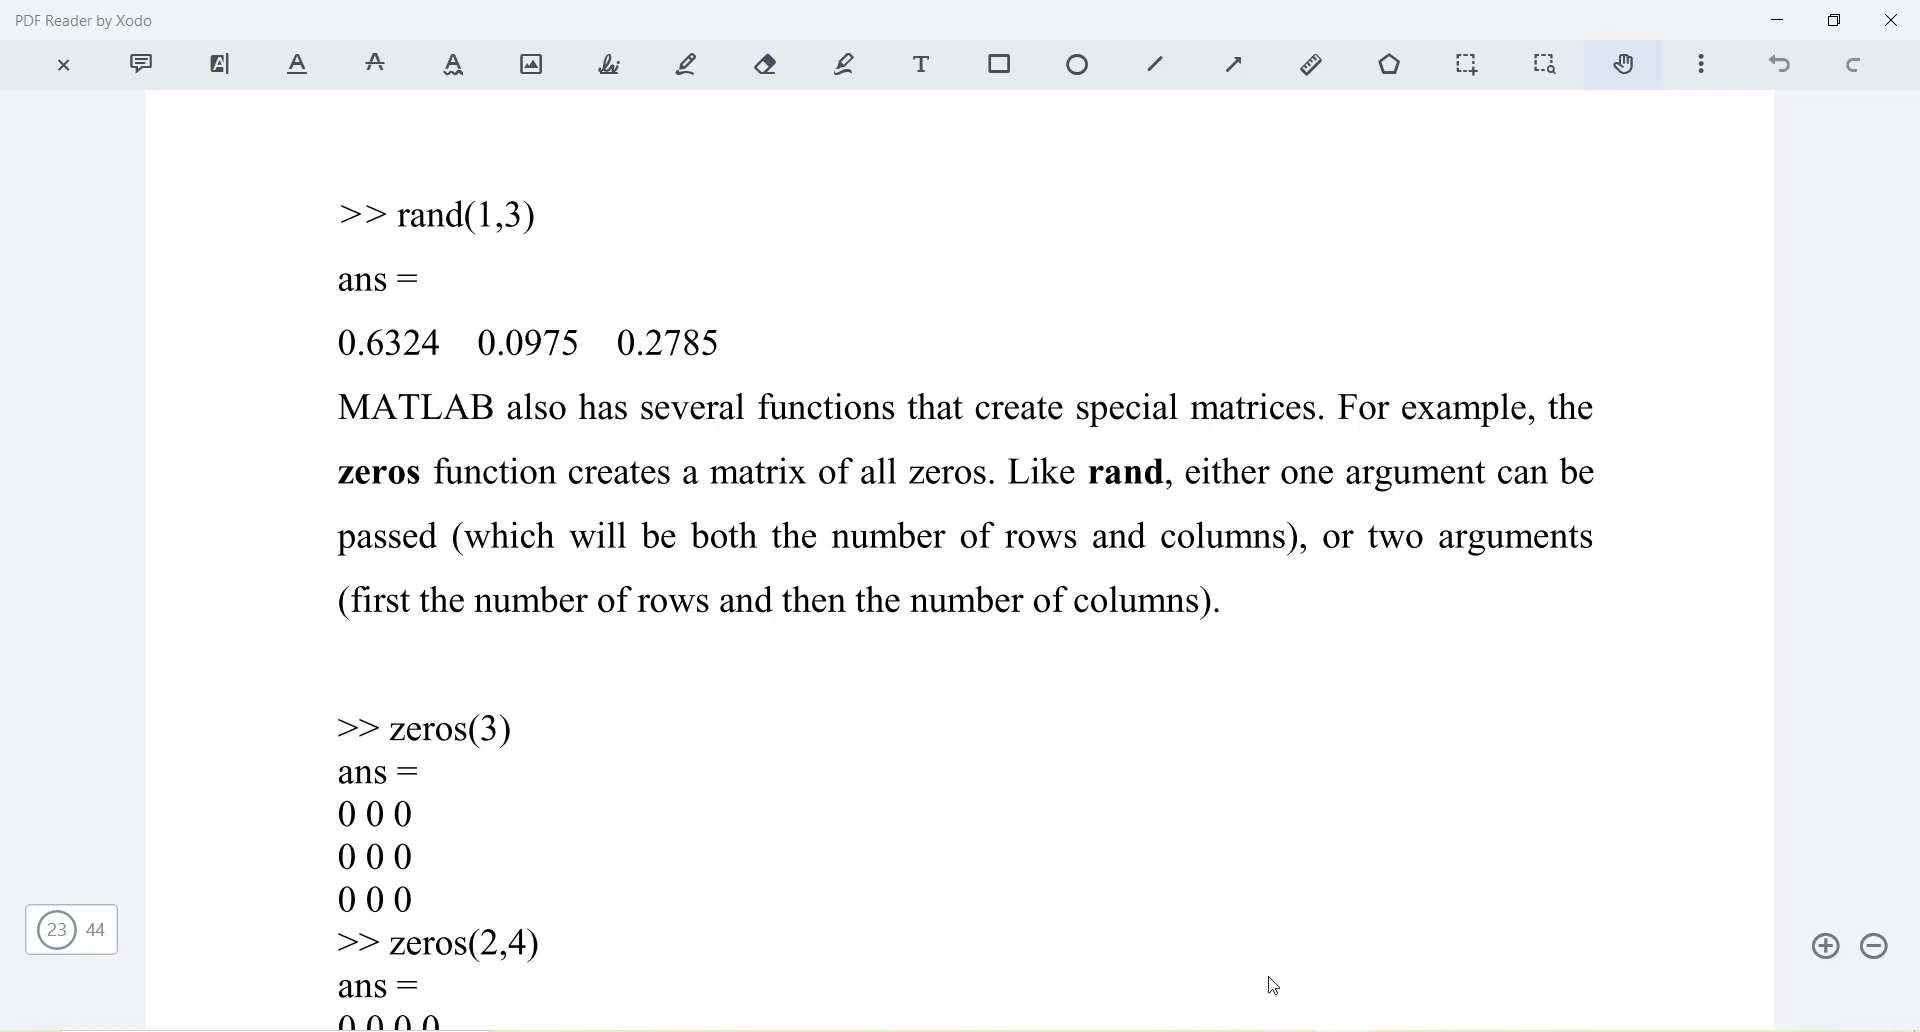 PDF Reader by Xodo
>> rand(1,3)
ans =
0.6324 0.0975 0.2785
MATLAB also has several functions that create special matrices. For example, the
zeros function creates a matrix of all zeros. Like rand, either one argument can be
passed (which will be both the number of rows and columns), or two arguments
(first the number of rows and then the number of columns).
>> zeros(3)
ans =
0 0 0
0 0 0
0 0 0
>> zeros(2,4)
ans =
0 0 0 0
23 44